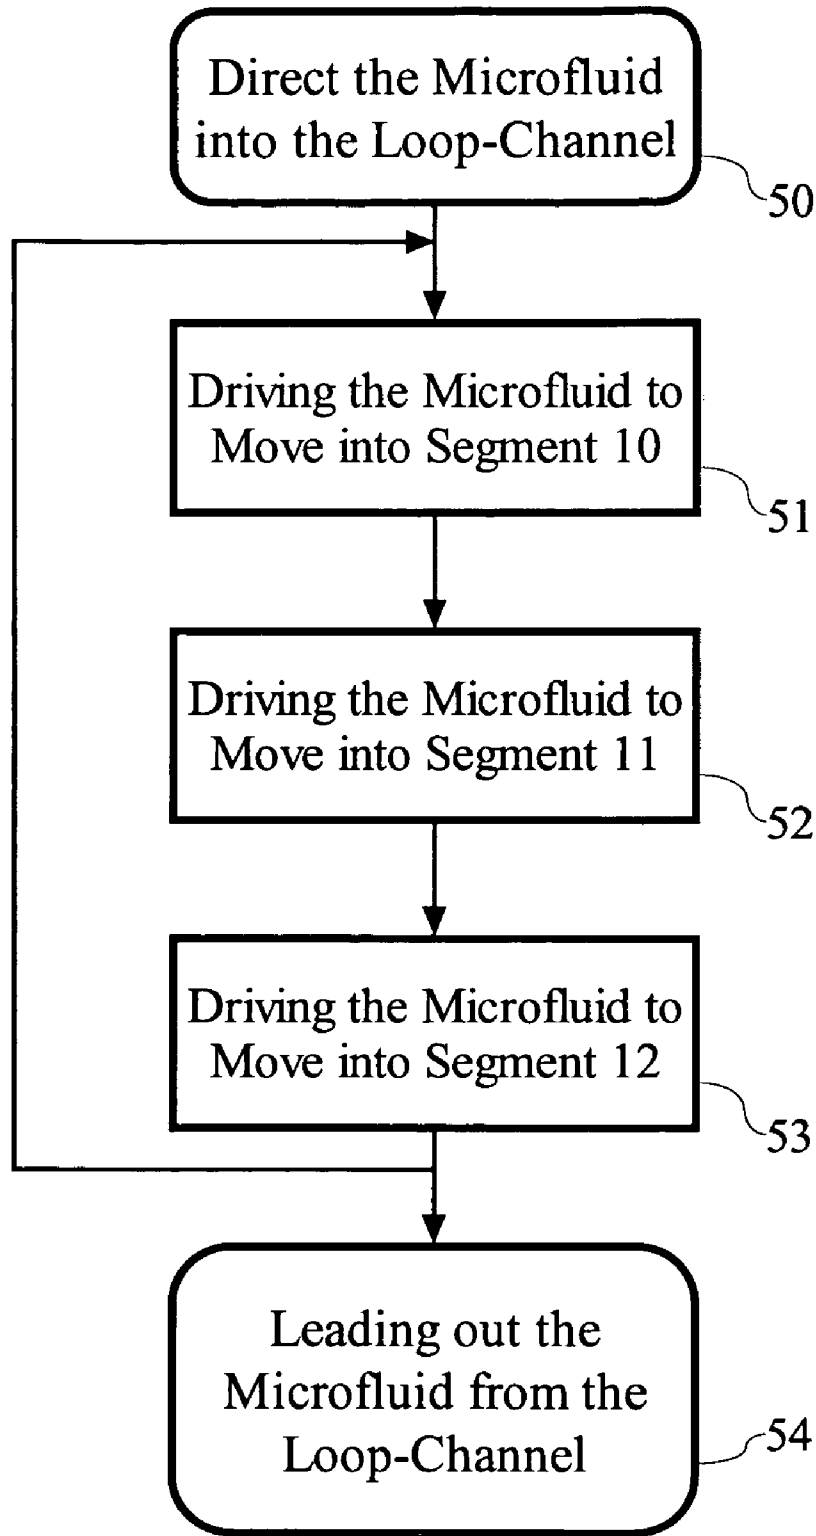 Direct the Microfluid
into the Loop-Channel
50
Driving the Microfluid to
Move into Segment 10
51
Driving the Microfluid to
Move into Segment 11
52
Driving the Microfluid to
Move into Segment 12
53
Leading out the
Microfluid from the
Loop-Channel
54